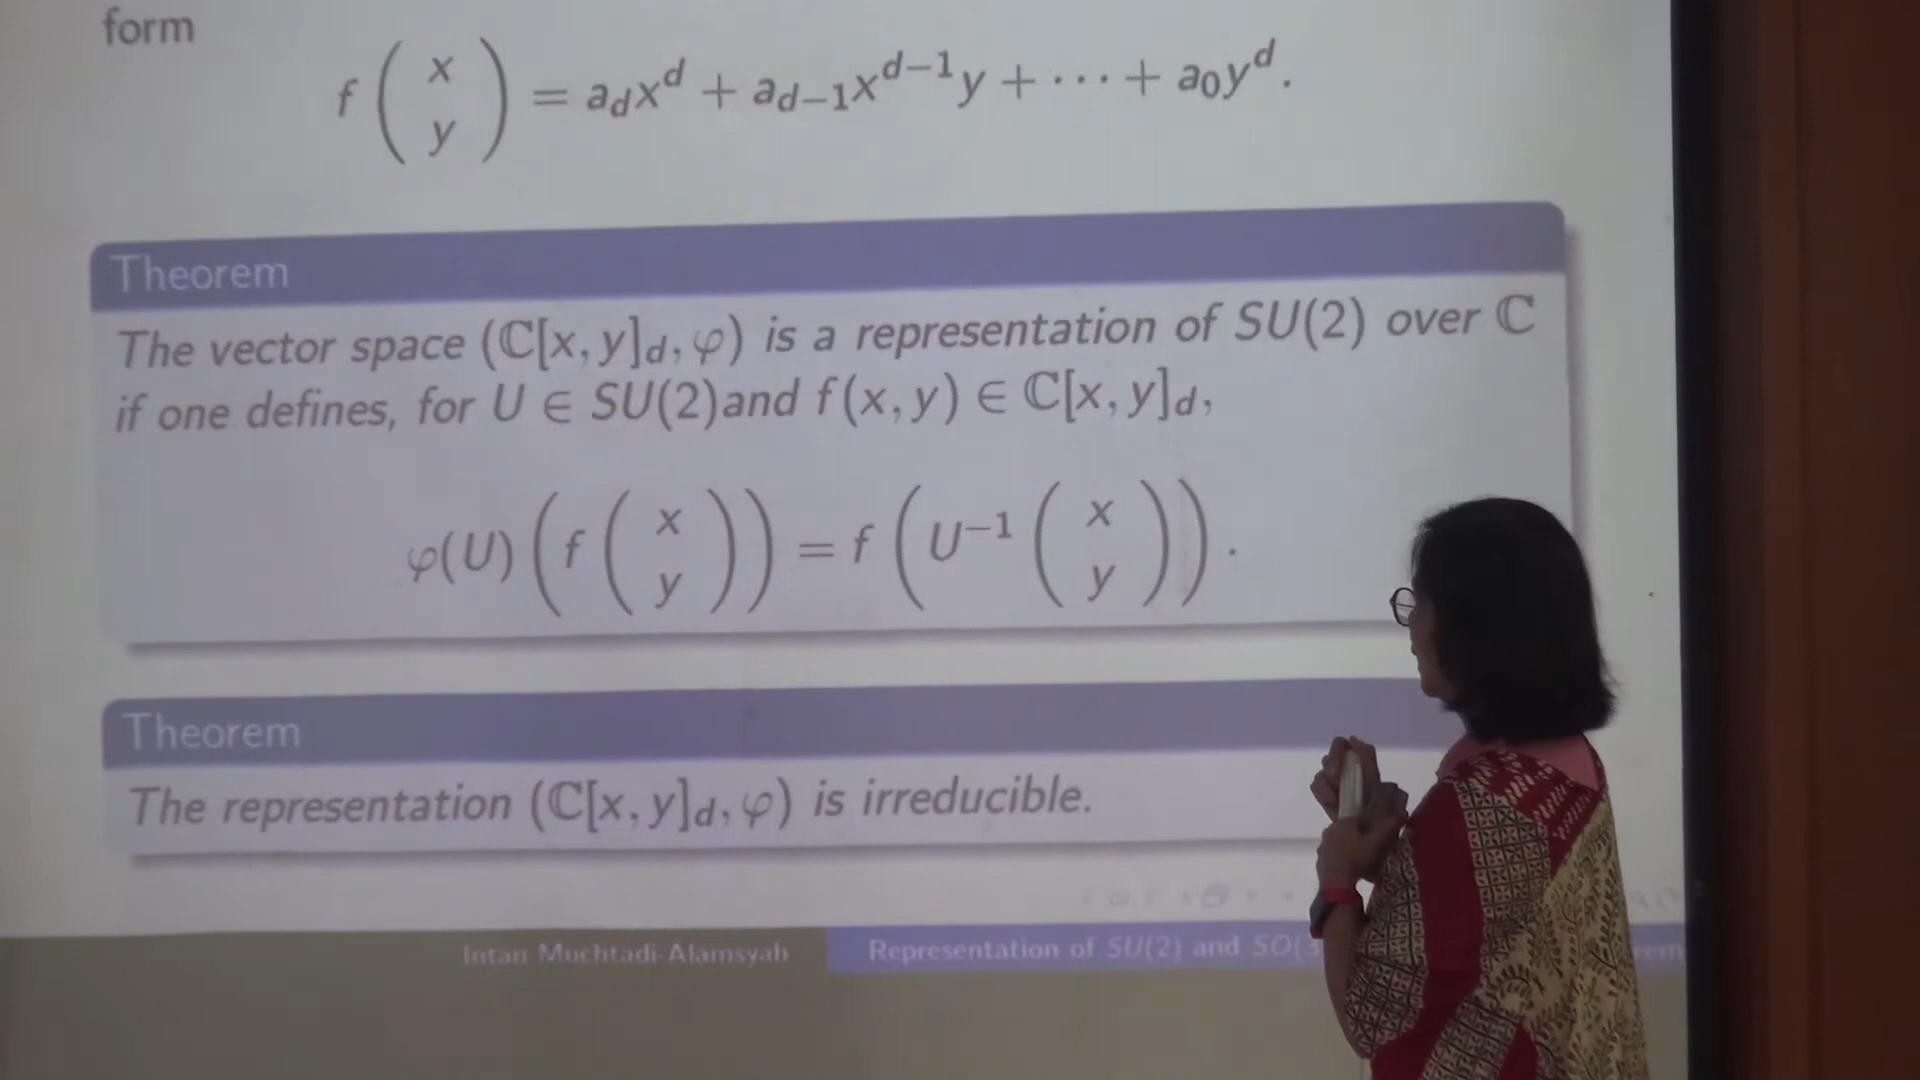 form
f ( x y ) = a_d x^d + a_{d-1} x^{d-1} y + ··· + a_0 y^d.
Theorem
The vector space (ℂ[x, y]_d, φ) is a representation of SU(2) over ℂ
if one defines, for U ∈ SU(2)and f(x, y) ∈ ℂ[x, y]_d,
φ(U) ( f ( x y ) ) = f ( U^{-1} ( x y ) ) .
Theorem
The representation (ℂ[x, y]_d, φ) is irreducible.
Intan Muchtadi-Alamsyah
Representation of SU(2) and SO(